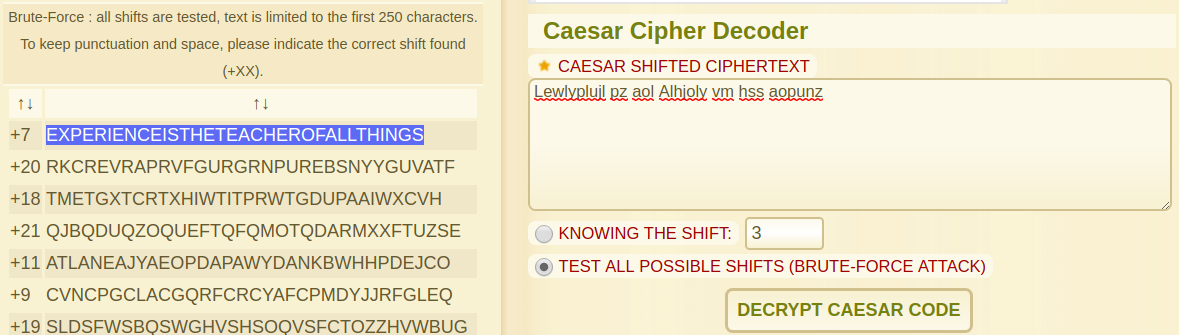 Brute-Force : all shifts are tested, text is limited to the first 250 characters.
To keep punctuation and space, please indicate the correct shift found
(+XX).
↑↓ ↑↓
+7 EXPERIENCEISTHETEACHEROFALLTHINGS
+20 RKCREVRAPRVFGURGRNPUREBSNYYGUVATF
+18 TMETGXTCRTXHIWTITPRWTGDUPAAIWXCVH
+21 QJBQDUQZOQUEFTQFQMOTQDARMXXFTUZSE
+11 ATLANEAJYAEOPDAPAWYDANKBWHHPDEJCO
+9 CVNCPGCLACGQRFCRCYAFCPMDYJJRFGLEQ
+19 SLDSFWSBQSWGHVSHSOQVSFCTOZZHVWBUG
Caesar Cipher Decoder
CAESAR SHIFTED CIPHERTEXT
Lewlyplujl pz aol Alhjoly vm hss aopunz
KNOWING THE SHIFT: 3
TEST ALL POSSIBLE SHIFTS (BRUTE-FORCE ATTACK)
DECRYPT CAESAR CODE